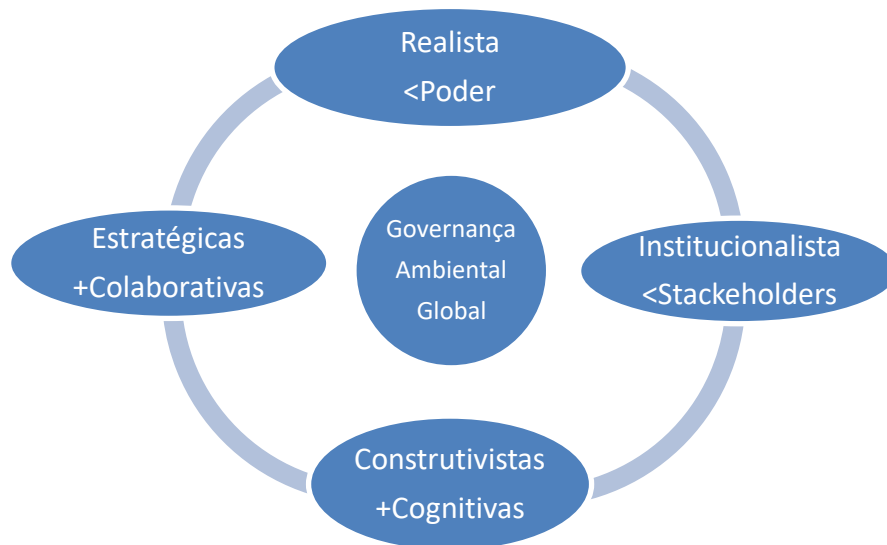 Realista
<Poder
Estratégicas
+Colaborativas
Governança
Ambiental
Global
Institucionalista
<Stackeholders
Construtivistas
+Cognitivas